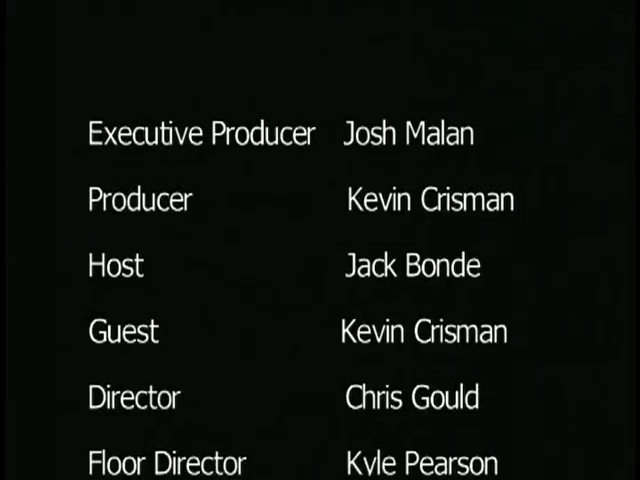 Executive Producer Josh Malan
Producer Kevin Crisman
Host Jack Bonde
Guest Kevin Crisman
Director Chris Gould
Floor Director Kyle Pearson